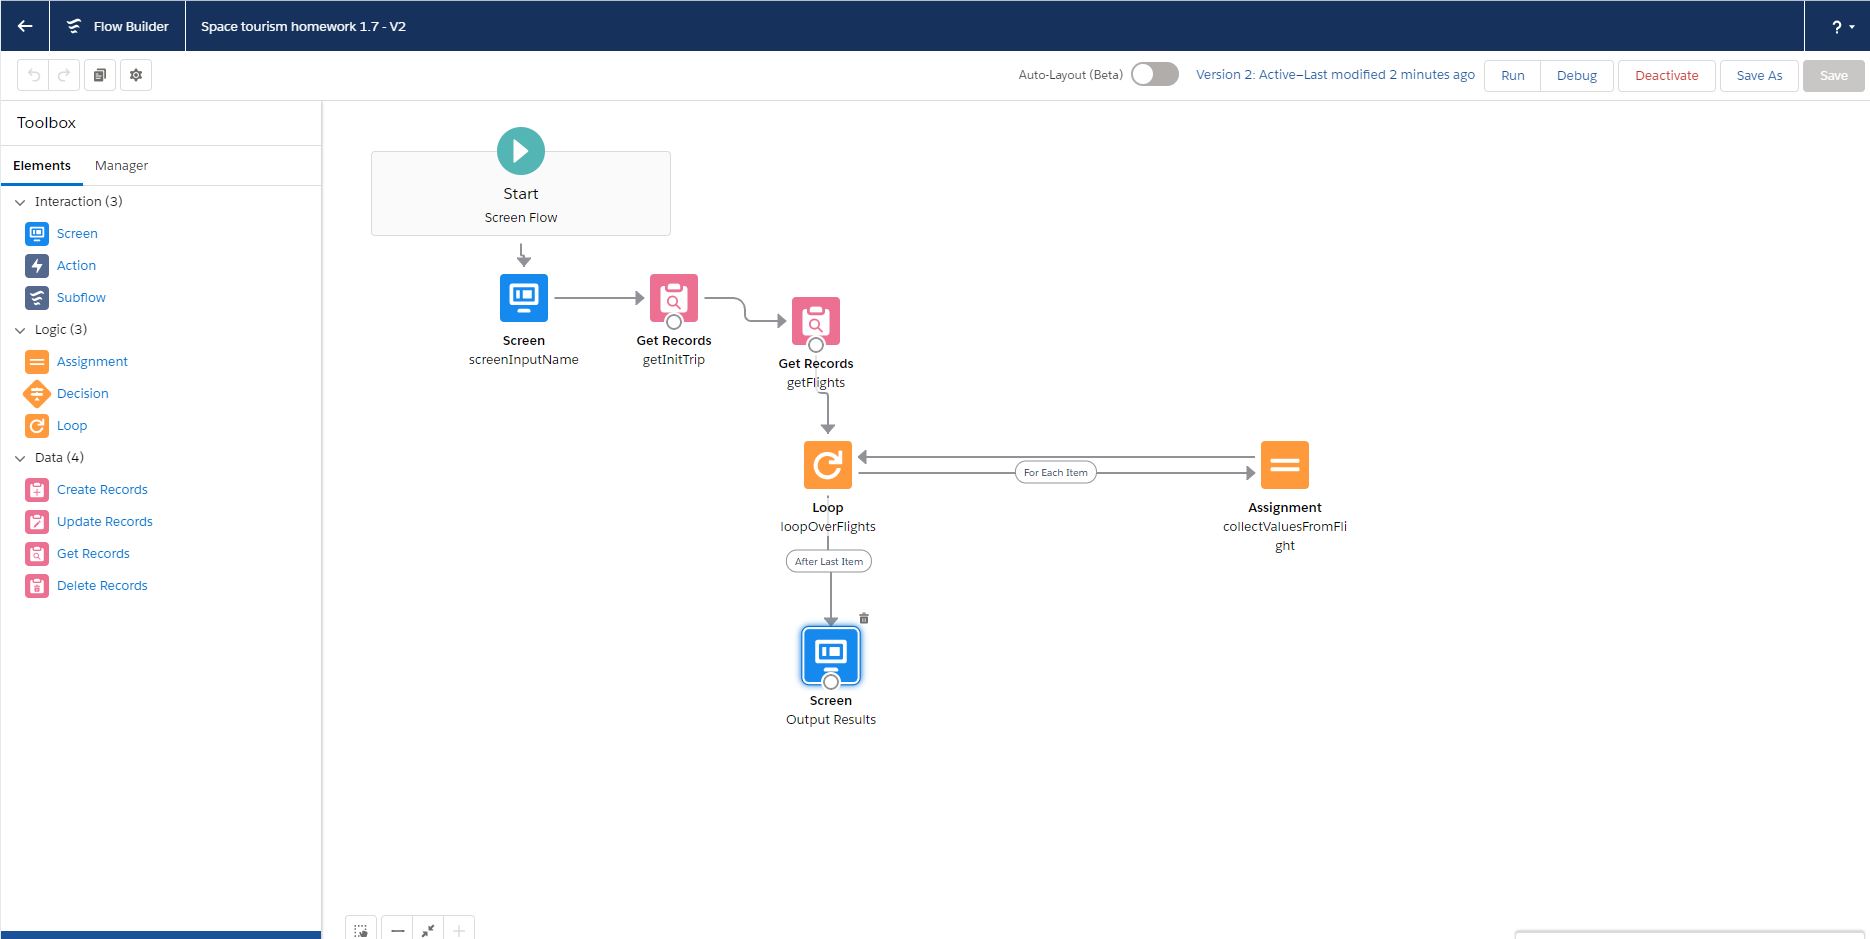 Flow Builder
Space tourism homework 1.7 - V2
?
Auto-Layout (Beta)
Version 2: Active—Last modified 2 minutes ago
Run
Debug
Deactivate
Save As
Save
Toolbox
Elements
Manager
Interaction (3)
Screen
Action
Subflow
Logic (3)
Assignment
Decision
Loop
Data (4)
Create Records
Update Records
Get Records
Delete Records
Start
Screen Flow
Screen
screenInputName
Get Records
getInitTrip
Get Records
getFlights
Loop
loopOverFlights
For Each Item
Assignment
collectValuesFromFli
ght
After Last Item
Screen
Output Results